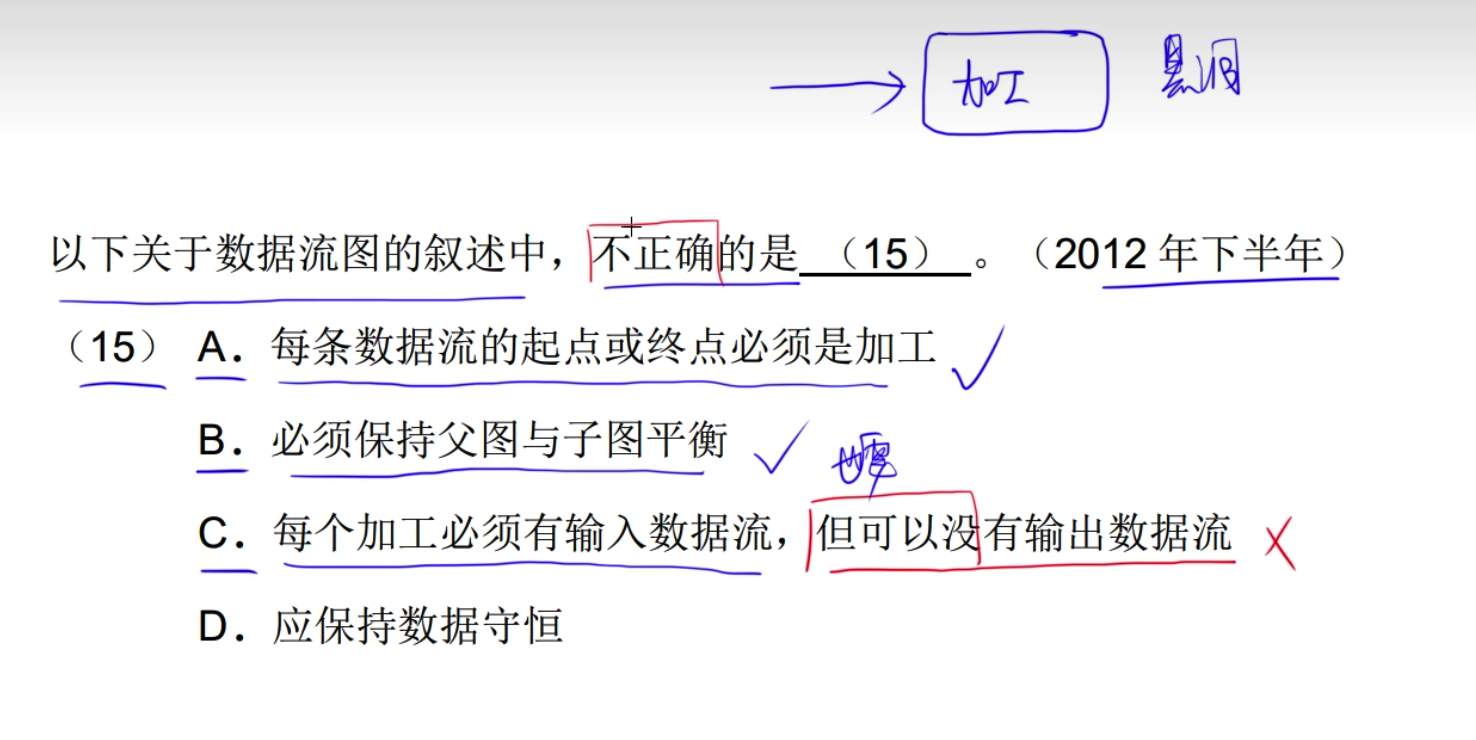 加工 黑洞
以下关于数据流图的叙述中，不正确的是（15）。（2012 年下半年）
（15） A．每条数据流的起点或终点必须是加工
B．必须保持父图与子图平衡
C．每个加工必须有输入数据流，但可以没有输出数据流
D．应保持数据守恒